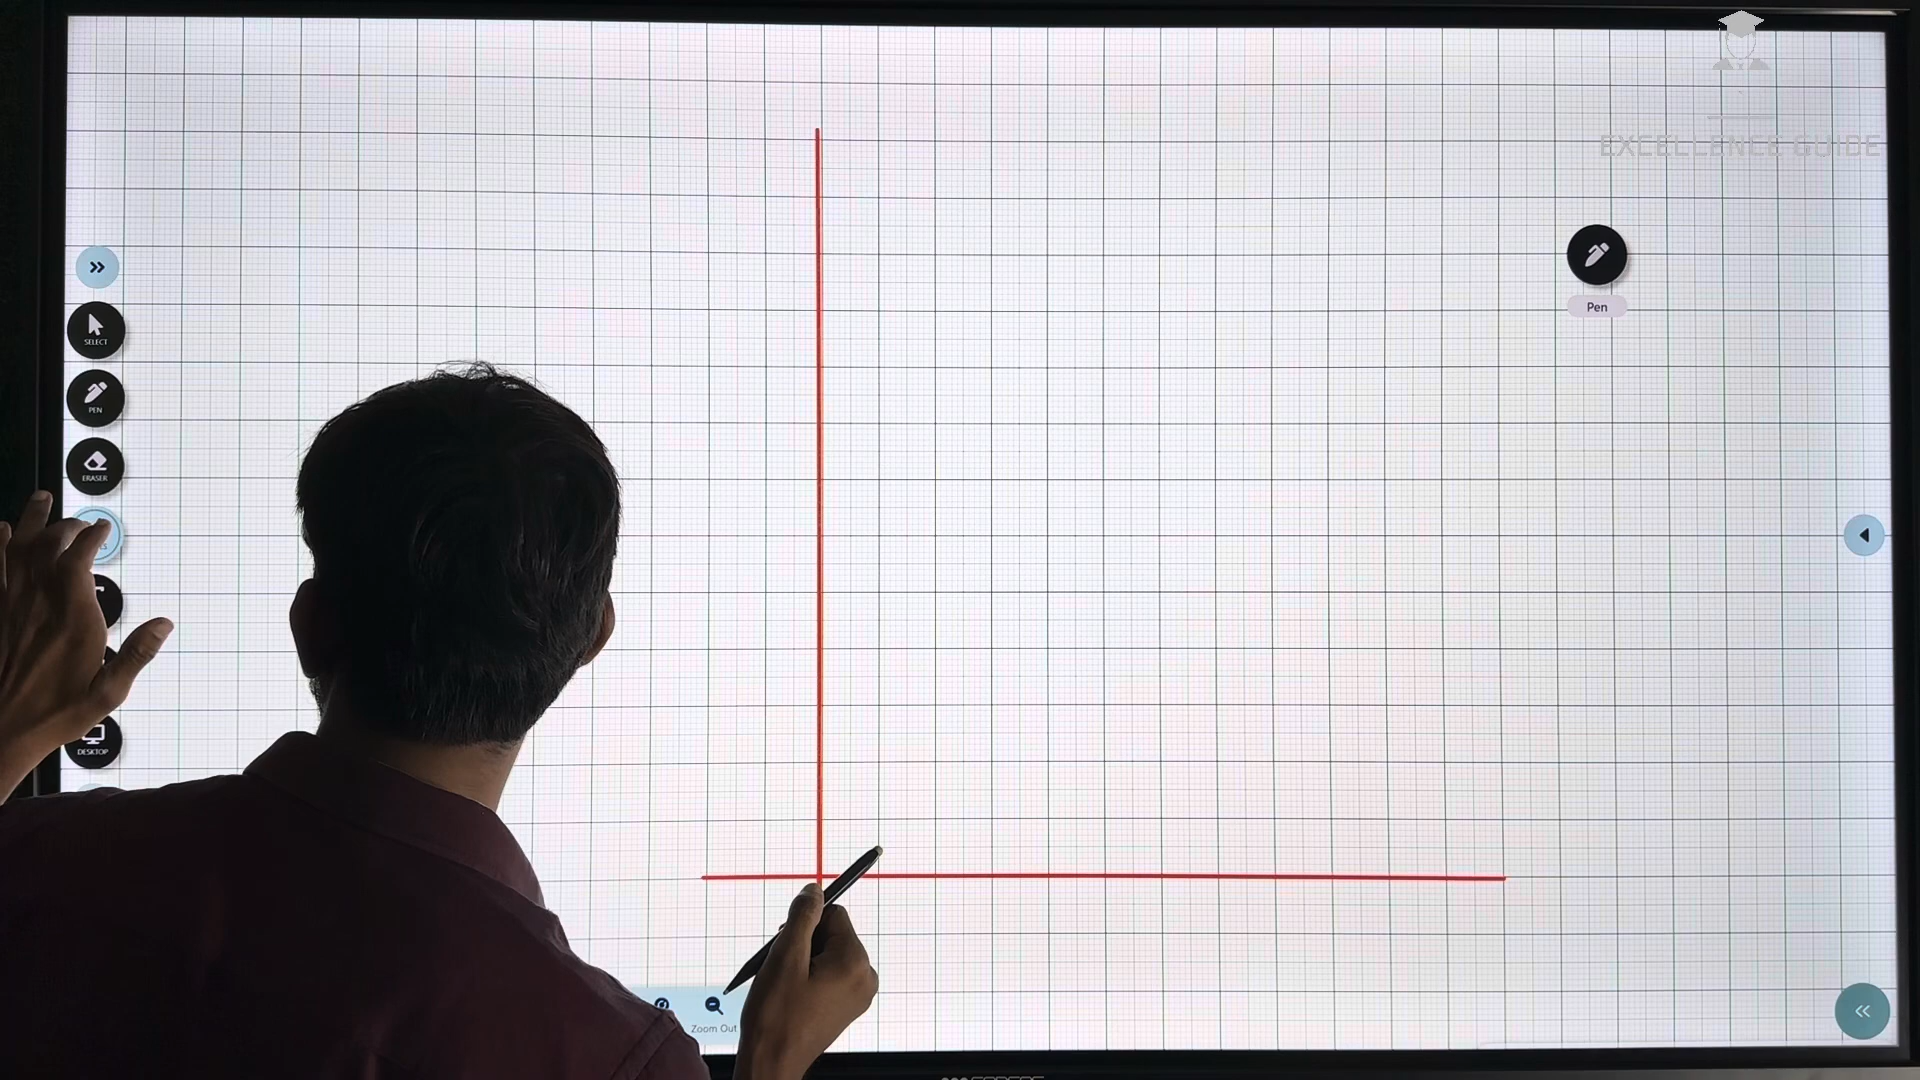 EXCELLENCE GUIDE
SELECT
Pen
PEN
ERASER
DESKTOP
Zoom Out